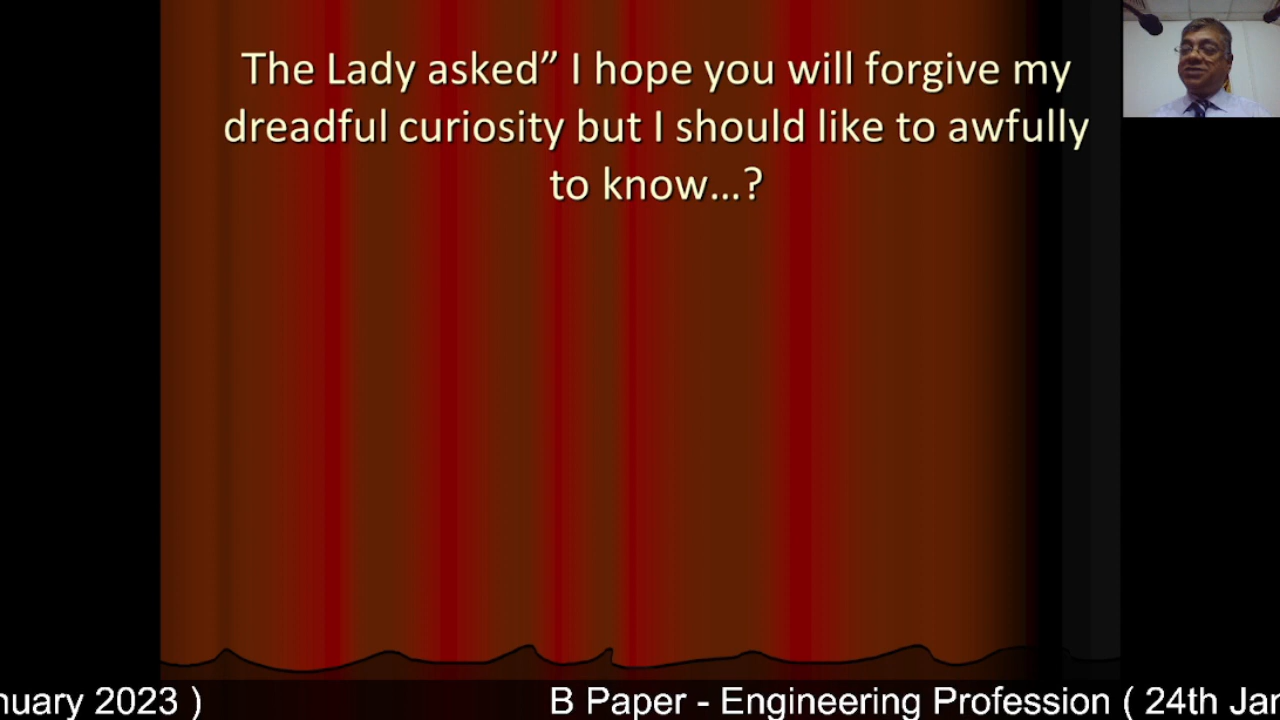 The Lady asked” I hope you will forgive my
dreadful curiosity but I should like to awfully
to know…?
nuary 2023 ) B Paper - Engineering Profession ( 24th Jan